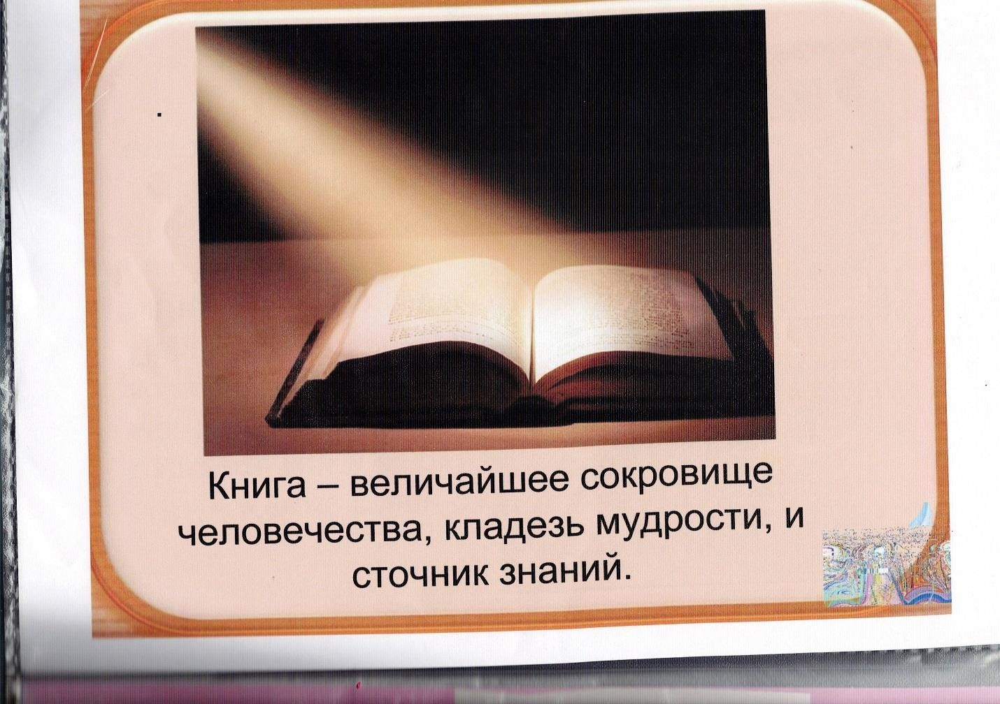 Книга – величайшее сокровище
человечества, кладезь мудрости, и
сточник знаний.